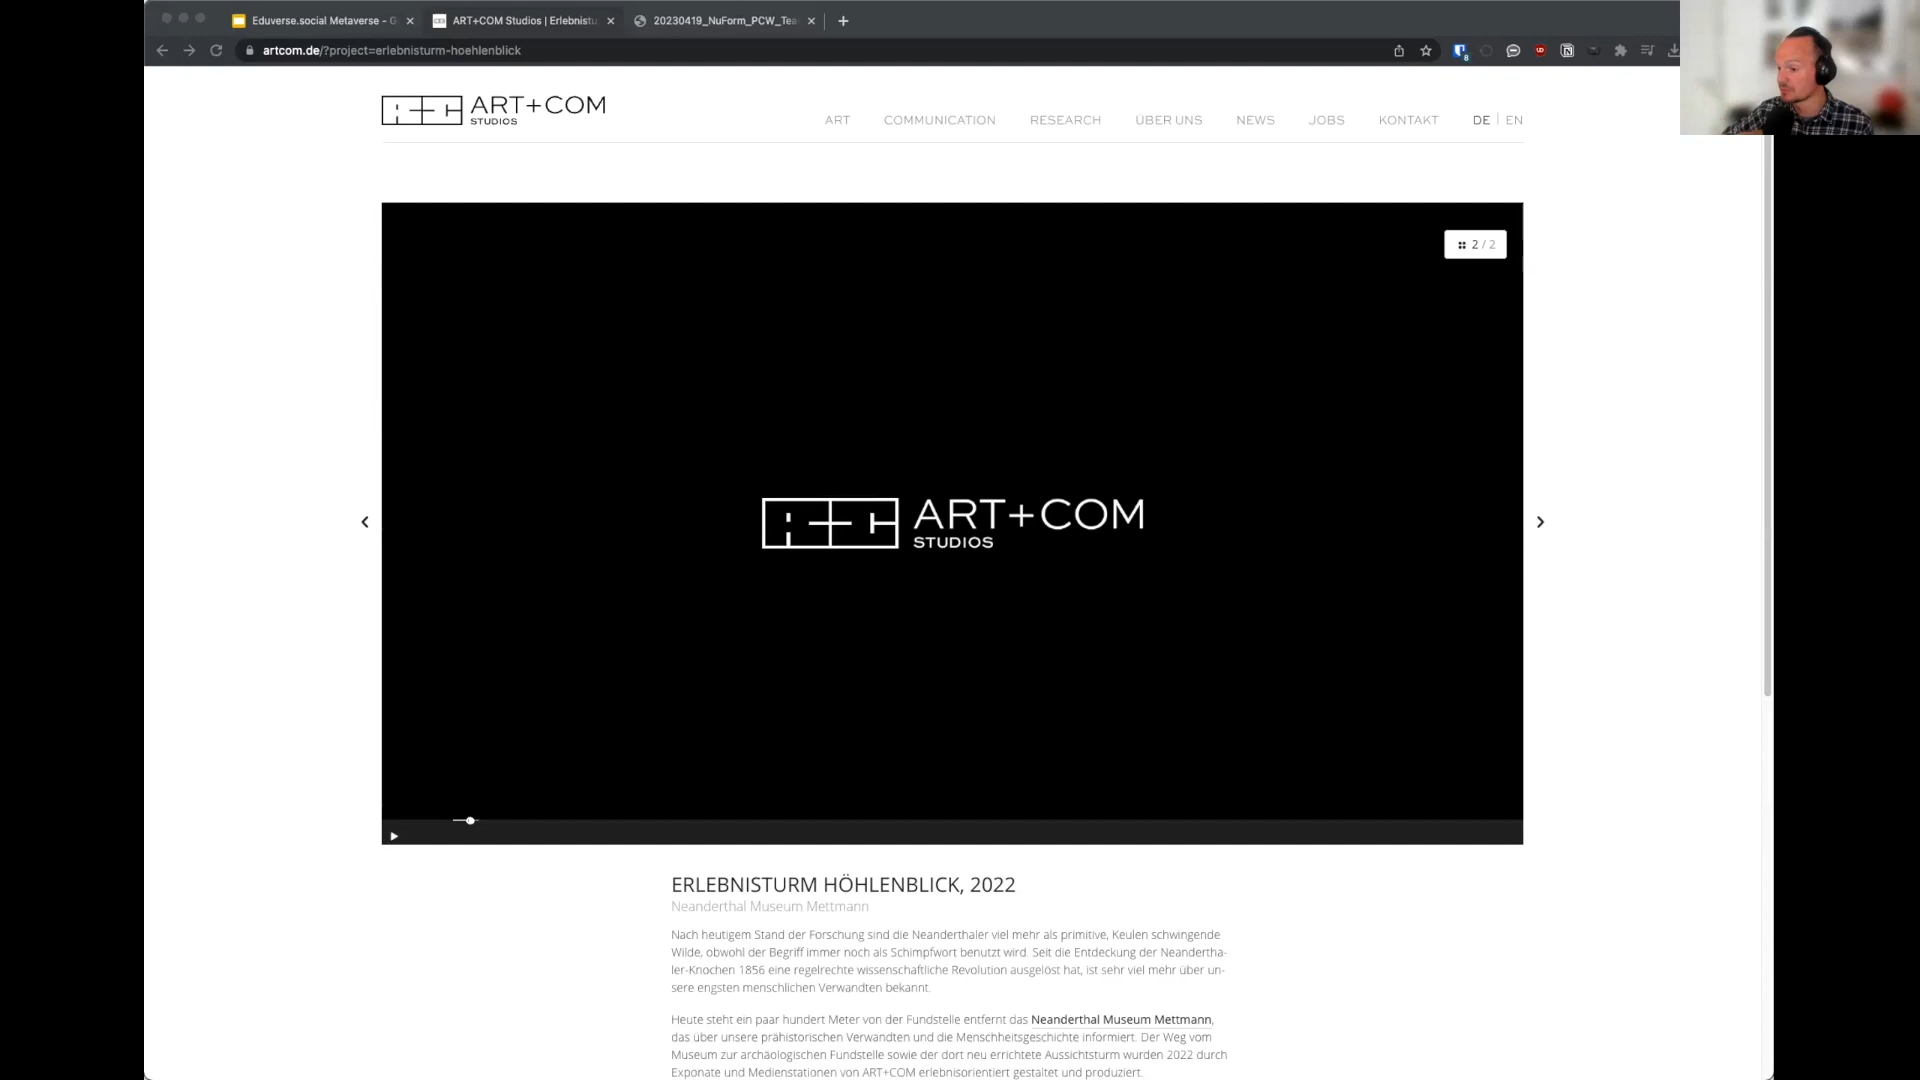 Eduverse.social Metaverse - G
ART+COM Studios | Erlebnistu
20230419_NuForm_PCW_Tea
artcom.de/?project=erlebnisturm-hoehlenblick
8
ART+COM
STUDIOS
ART
COMMUNICATION
RESEARCH
ÜBER UNS
NEWS
JOBS
KONTAKT
DE | EN
2 / 2
ART+COM
STUDIOS
ERLEBNISTURM HÖHLENBLICK, 2022
Neanderthal Museum Mettmann
Nach heutigem Stand der Forschung sind die Neanderthaler viel mehr als primitive, Keulen schwingende
Wilde, obwohl der Begriff immer noch als Schimpfwort benutzt wird. Seit die Entdeckung der Neandertha-
ler-Knochen 1856 eine regelrechte wissenschaftliche Revolution ausgelöst hat, ist sehr viel mehr über un-
sere engsten menschlichen Verwandten bekannt.
Heute steht ein paar hundert Meter von der Fundstelle entfernt das Neanderthal Museum Mettmann,
das über unsere prähistorischen Verwandten und die Menschheitsgeschichte informiert. Der Weg vom
Museum zur archäologischen Fundstelle sowie der dort neu errichtete Aussichtsturm wurden 2022 durch
Exponate und Medienstationen von ART+COM erlebnisorientiert gestaltet und produziert.